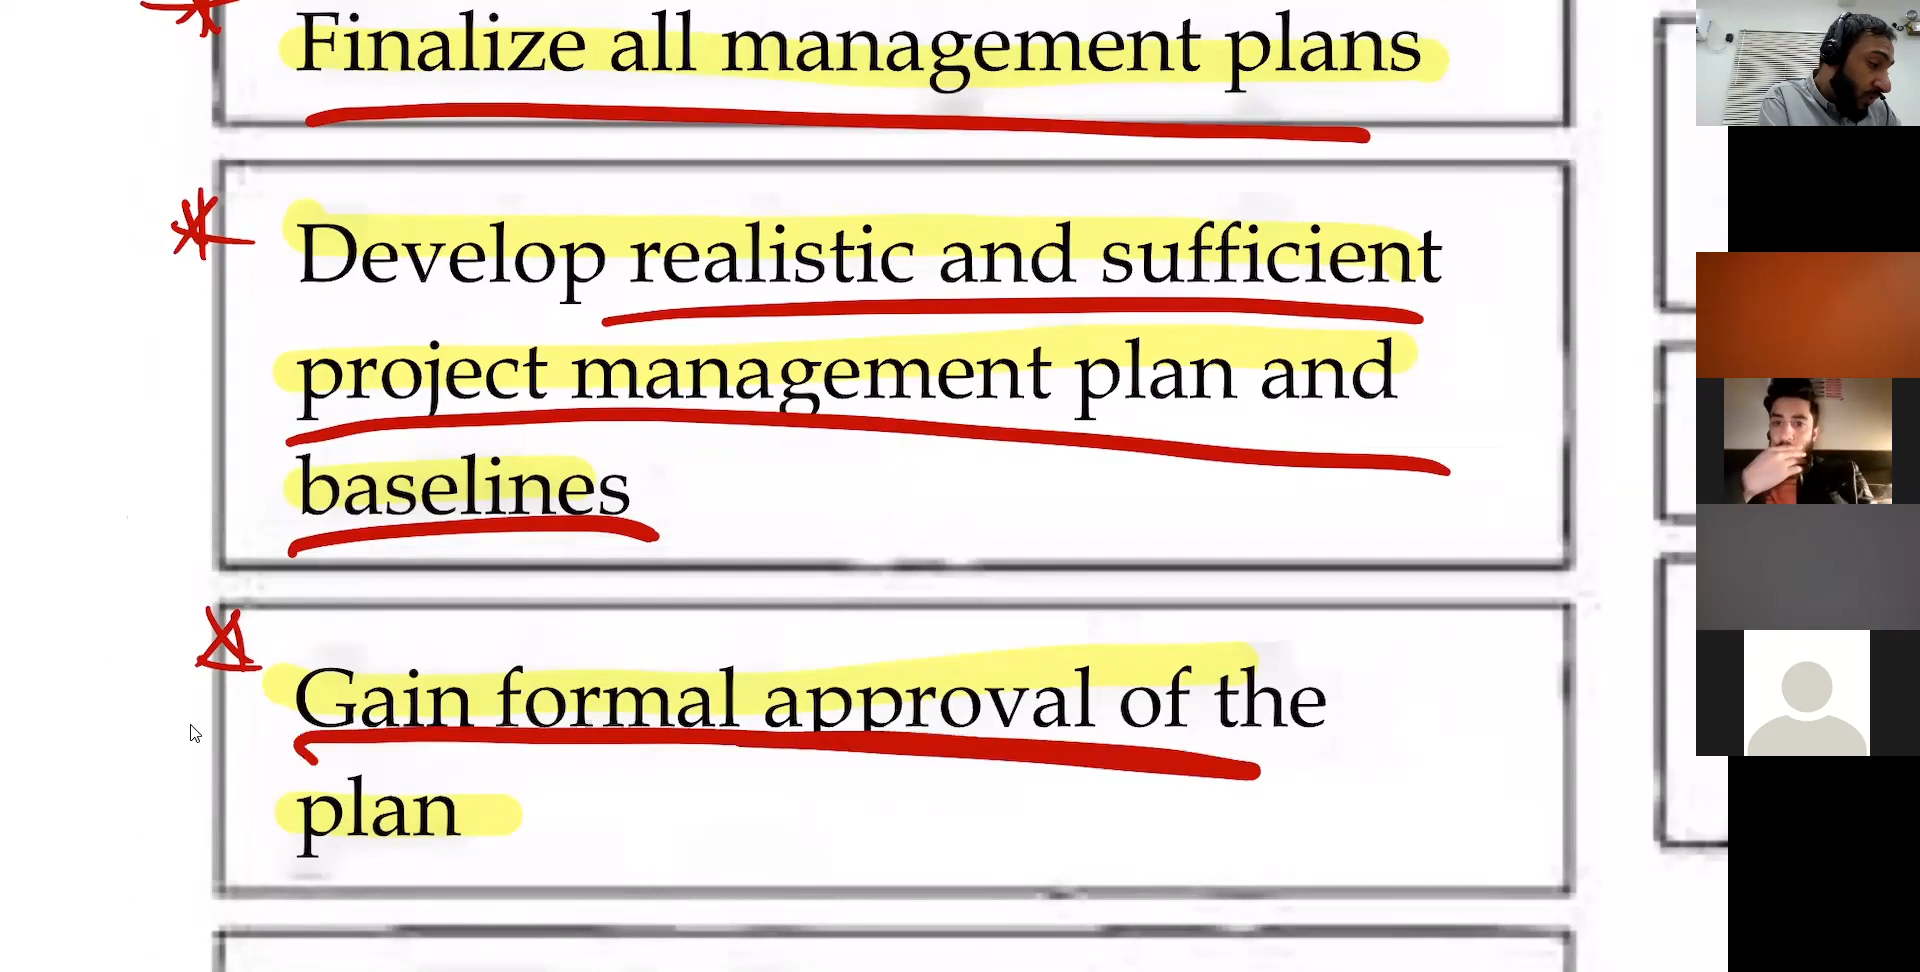 Finalize all management plans
Develop realistic and sufficient
project management plan and
baselines
Gain formal approval of the
plan